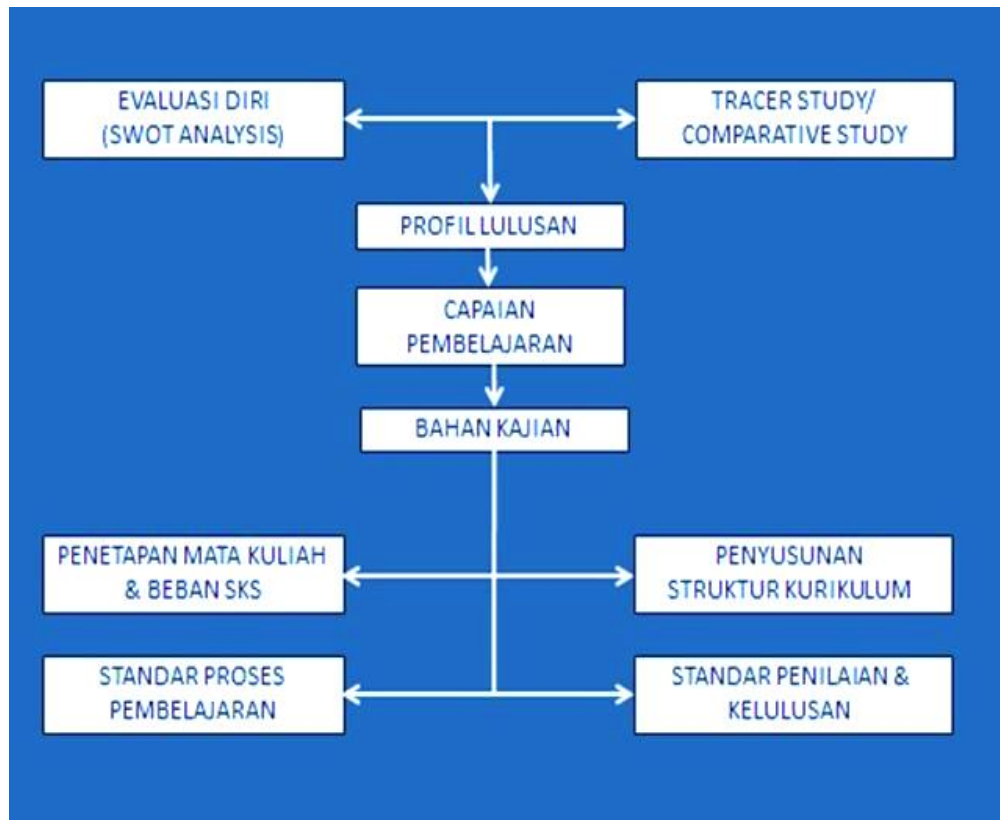 EVALUASI DIRI
(SWOT ANALYSIS)
TRACER STUDY/
COMPARATIVE STUDY
PROFIL LULUSAN
CAPAIAN
PEMBELAJARAN
BAHAN KAJIAN
PENETAPAN MATA KULIAH
& BEBAN SKS
PENYUSUNAN
STRUKTUR KURIKULUM
STANDAR PROSES
PEMBELAJARAN
STANDAR PENILAIAN &
KELULUSAN